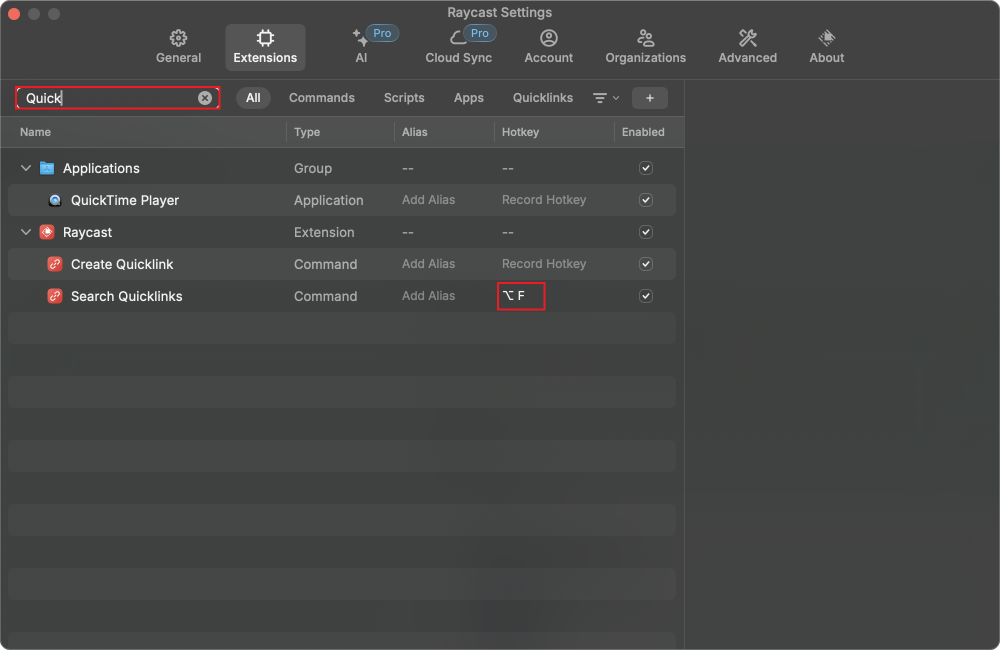 Raycast Settings
General Extensions Pro AI Pro Cloud Sync Account Organizations Advanced About
Quick All Commands Scripts Apps Quicklinks +
Name Type Alias Hotkey Enabled
Applications Group -- --
QuickTime Player Application Add Alias Record Hotkey
Raycast Extension -- --
Create Quicklink Command Add Alias Record Hotkey
Search Quicklinks Command Add Alias ⌥ F